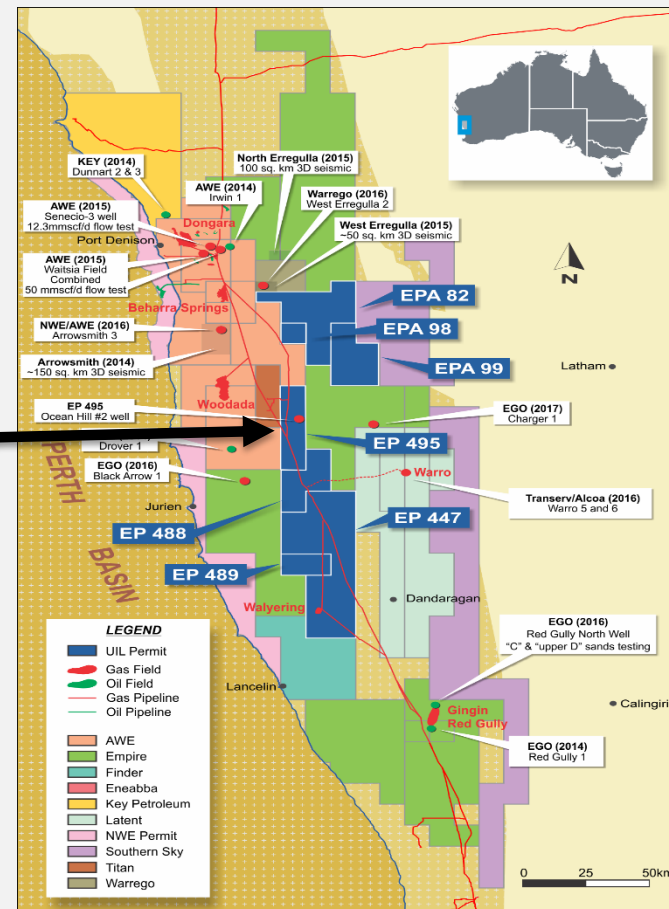 KEY (2014)
Dunnart 2 & 3
North Erregulla (2015)
100 sq. km 3D seismic
AWE (2014)
Irwin 1
Warrego (2016)
West Erregulla 2
AWE (2015)
Senecio-3 well
12.3mmscf/d flow test
Dongara
West Erregulla (2015)
~50 sq. km 3D seismic
Port Denison
AWE (2015)
Waitsia Field
Combined
50 mmscf/d flow test
N
Beharra Springs
EPA 82
EPA 98
EPA 99
NWE/AWE (2016)
Arrowsmith 3
Arrowsmith (2014)
~150 sq. km 3D seismic
Latham
Woodada
EP 495
Ocean Hill #2 well
EGO (2017)
Charger 1
EP 495
Drover 1
Warro
EGO (2016)
Black Arrow 1
Transerv/Alcoa (2016)
Warro 5 and 6
Jurien
PERTH
BASIN
EP 488
EP 447
EP 489
Dandaragan
Walyering
EGO (2016)
Red Gully North Well
"C" & "upper D" sands testing
Lancelin
Gingin
Red Gully
Calingiri
EGO (2014)
Red Gully 1
LEGEND
UIL Permit
Gas Field
Oil Field
Gas Pipeline
Oil Pipeline
AWE
Empire
Finder
Eneabba
Key Petroleum
Latent
NWE Permit
Southern Sky
Titan
Warrego
0 25 50km